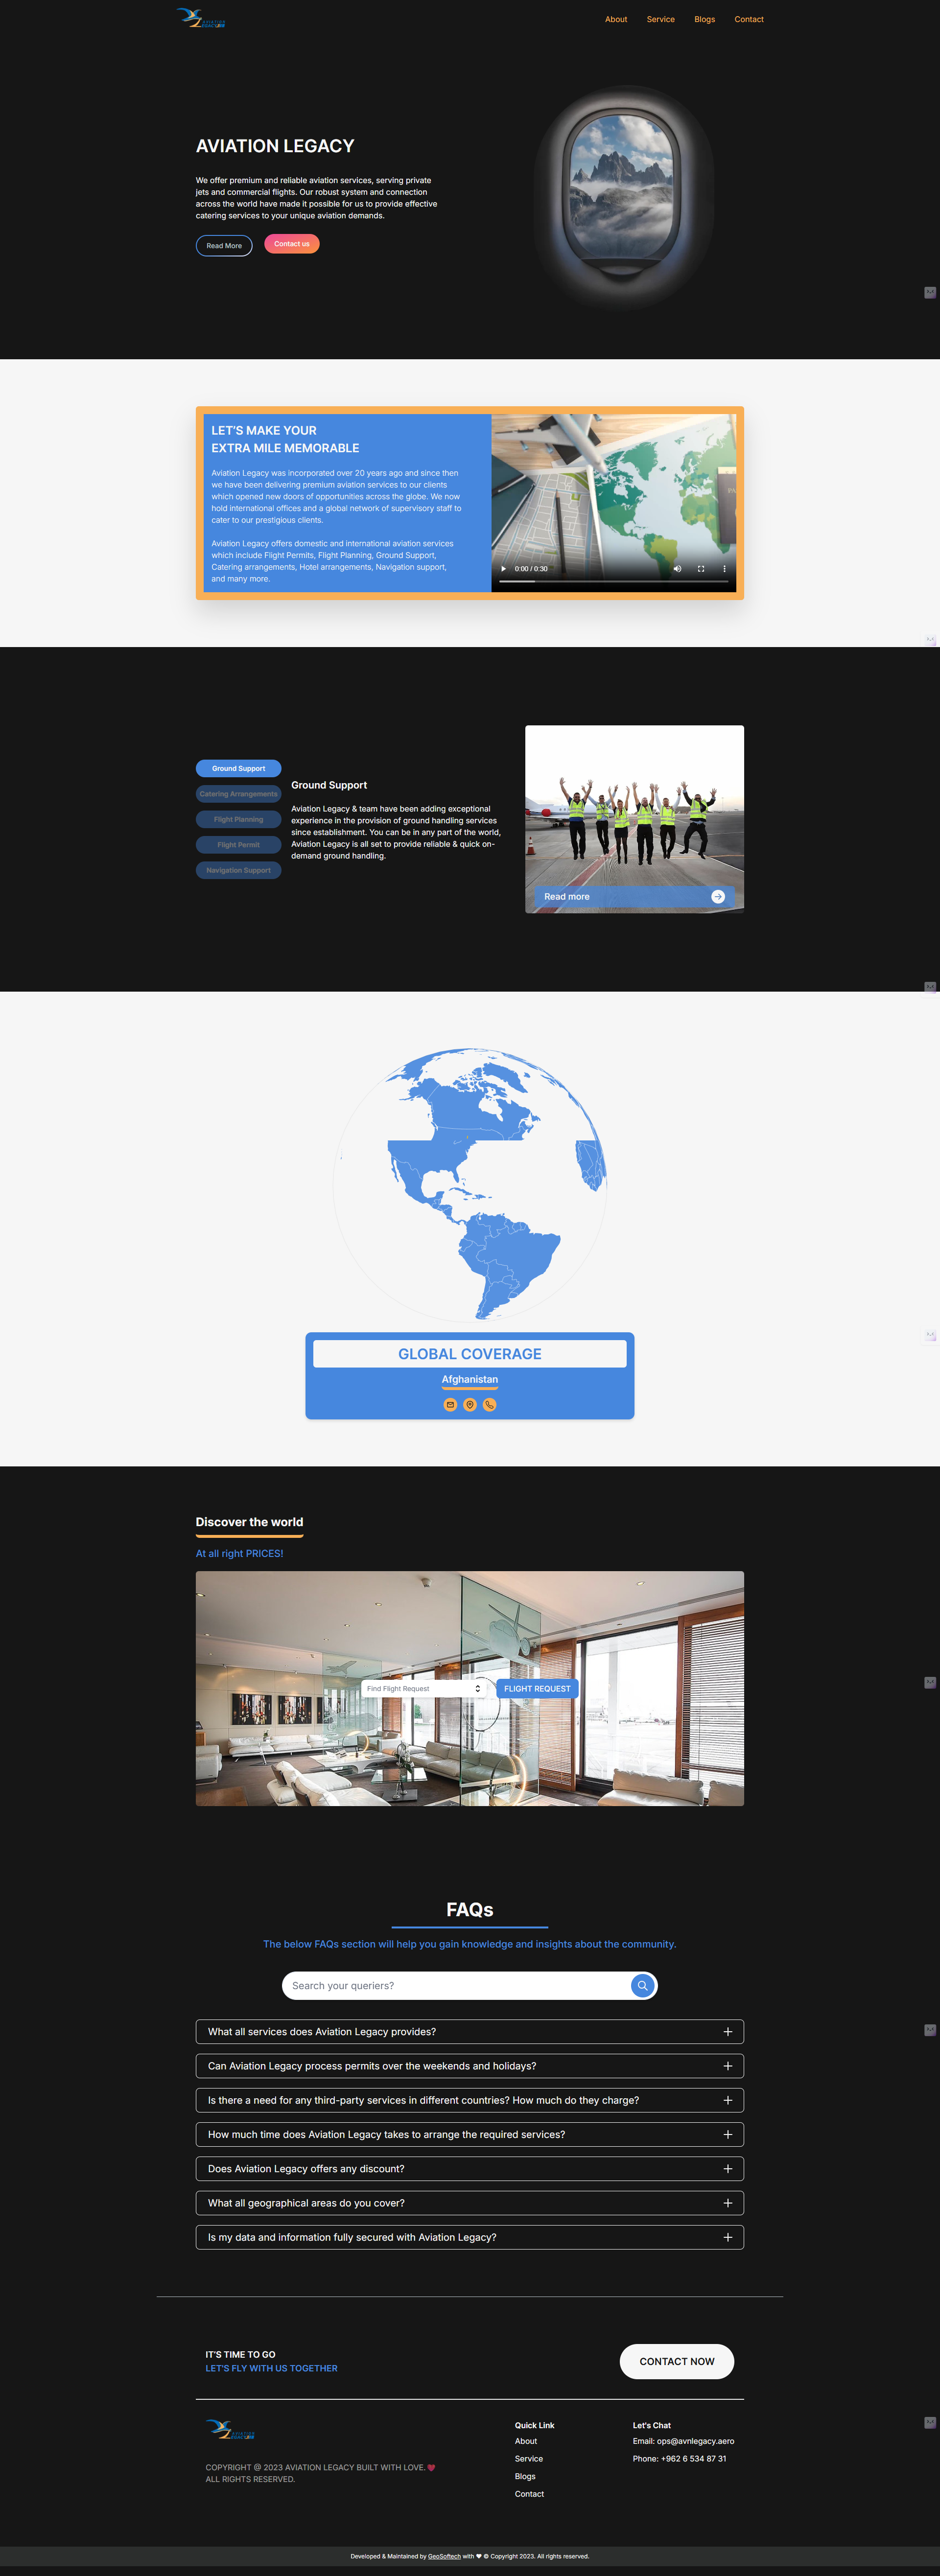 AVIATION
LEGACY
About Service Blogs Contact
AVIATION LEGACY
We offer premium and reliable aviation services, serving private
jets and commercial flights. Our robust system and connection
across the world have made it possible for us to provide effective
catering services to your unique aviation demands.
Read More Contact us
LET'S MAKE YOUR
EXTRA MILE MEMORABLE
Aviation Legacy was incorporated over 20 years ago and since then
we have been delivering premium aviation services to our clients
which opened new doors of opportunities across the globe. We now
hold international offices and a global network of supervisory staff to
cater to our prestigious clients.
Aviation Legacy offers domestic and international aviation services
which include Flight Permits, Flight Planning, Ground Support,
Catering arrangements, Hotel arrangements, Navigation support,
and many more.
0:00 / 0:30
Ground Support
Catering Arrangements
Flight Planning
Flight Permit
Navigation Support
Ground Support
Aviation Legacy & team have been adding exceptional
experience in the provision of ground handling services
since establishment. You can be in any part of the world,
Aviation Legacy is all set to provide reliable & quick on-
demand ground handling.
Read more
GLOBAL COVERAGE
Afghanistan
Discover the world
At all right PRICES!
Find Flight Request
FLIGHT REQUEST
FAQs
The below FAQs section will help you gain knowledge and insights about the community.
Search your queriers?
What all services does Aviation Legacy provides?
Can Aviation Legacy process permits over the weekends and holidays?
Is there a need for any third-party services in different countries? How much do they charge?
How much time does Aviation Legacy takes to arrange the required services?
Does Aviation Legacy offers any discount?
What all geographical areas do you cover?
Is my data and information fully secured with Aviation Legacy?
IT'S TIME TO GO
LET'S FLY WITH US TOGETHER
CONTACT NOW
AVIATION
LEGACY
COPYRIGHT @ 2023 AVIATION LEGACY BUILT WITH LOVE.
ALL RIGHTS RESERVED.
Quick Link
About
Service
Blogs
Contact
Let's Chat
Email: ops@avnlegacy.aero
Phone: +962 6 534 87 31
Developed & Maintained by GeoSoftech with ♥ © Copyright 2023. All rights reserved.